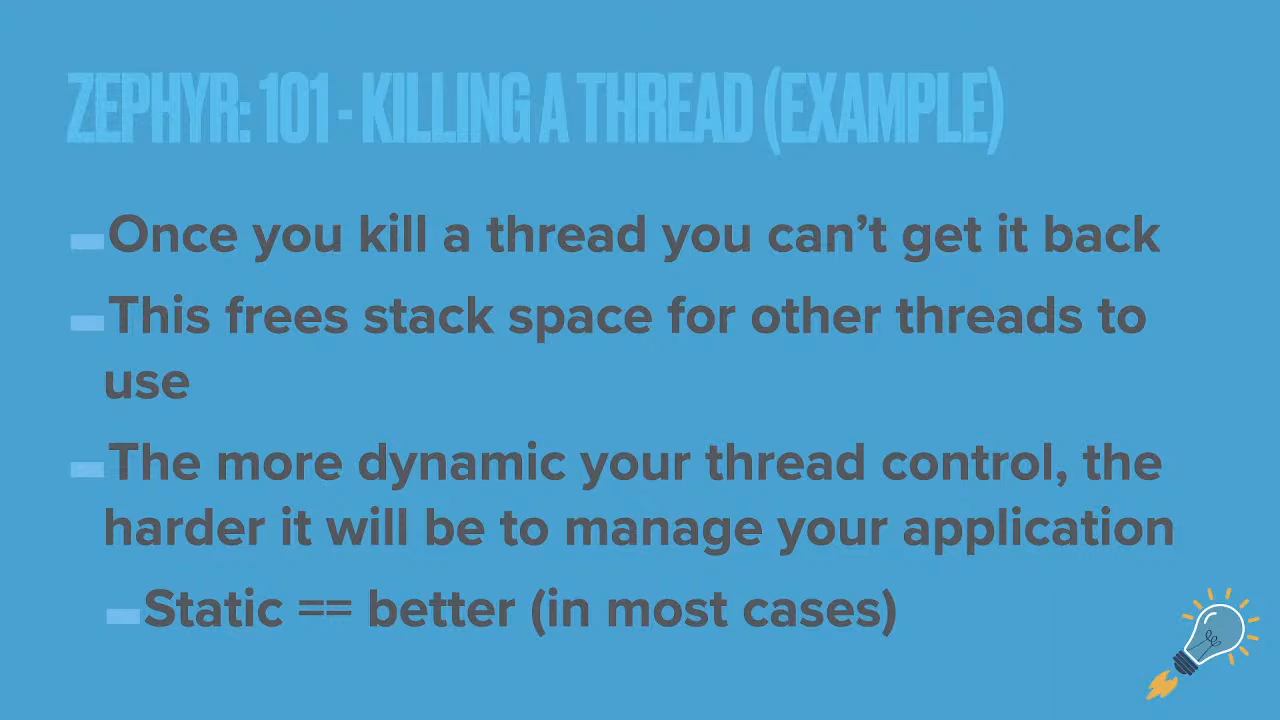 ZEPHYR: 101 - KILLING A THREAD (EXAMPLE)
Once you kill a thread you can’t get it back
This frees stack space for other threads to
use
The more dynamic your thread control, the
harder it will be to manage your application
Static == better (in most cases)